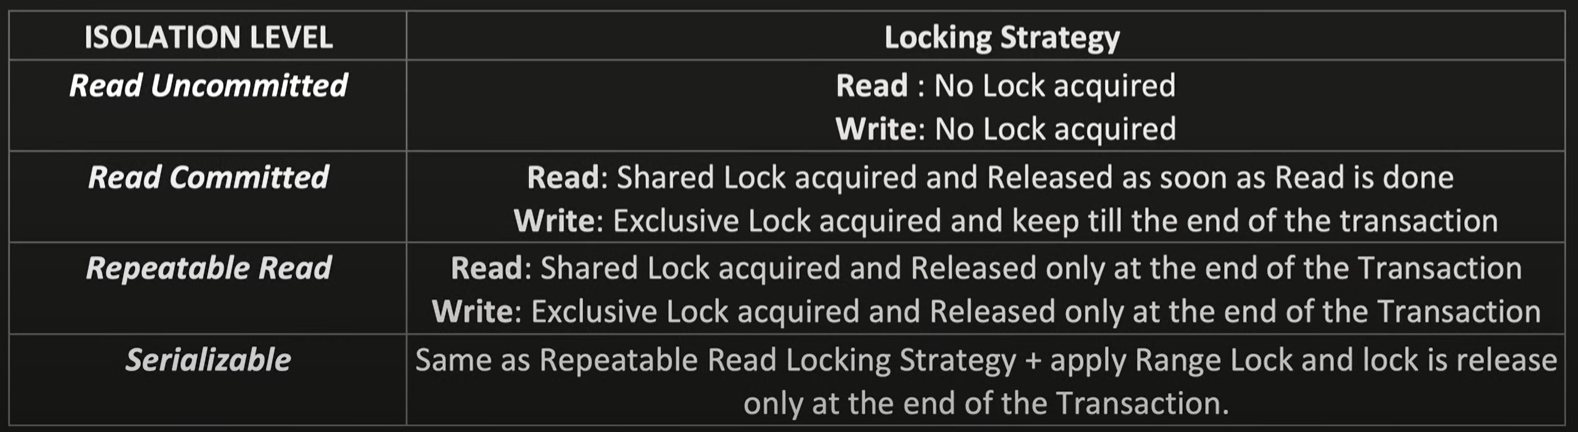 ISOLATION LEVEL
Locking Strategy
Read Uncommitted
Read : No Lock acquired
Write: No Lock acquired
Read Committed
Read: Shared Lock acquired and Released as soon as Read is done
Write: Exclusive Lock acquired and keep till the end of the transaction
Repeatable Read
Read: Shared Lock acquired and Released only at the end of the Transaction
Write: Exclusive Lock acquired and Released only at the end of the Transaction
Serializable
Same as Repeatable Read Locking Strategy + apply Range Lock and lock is release
only at the end of the Transaction.